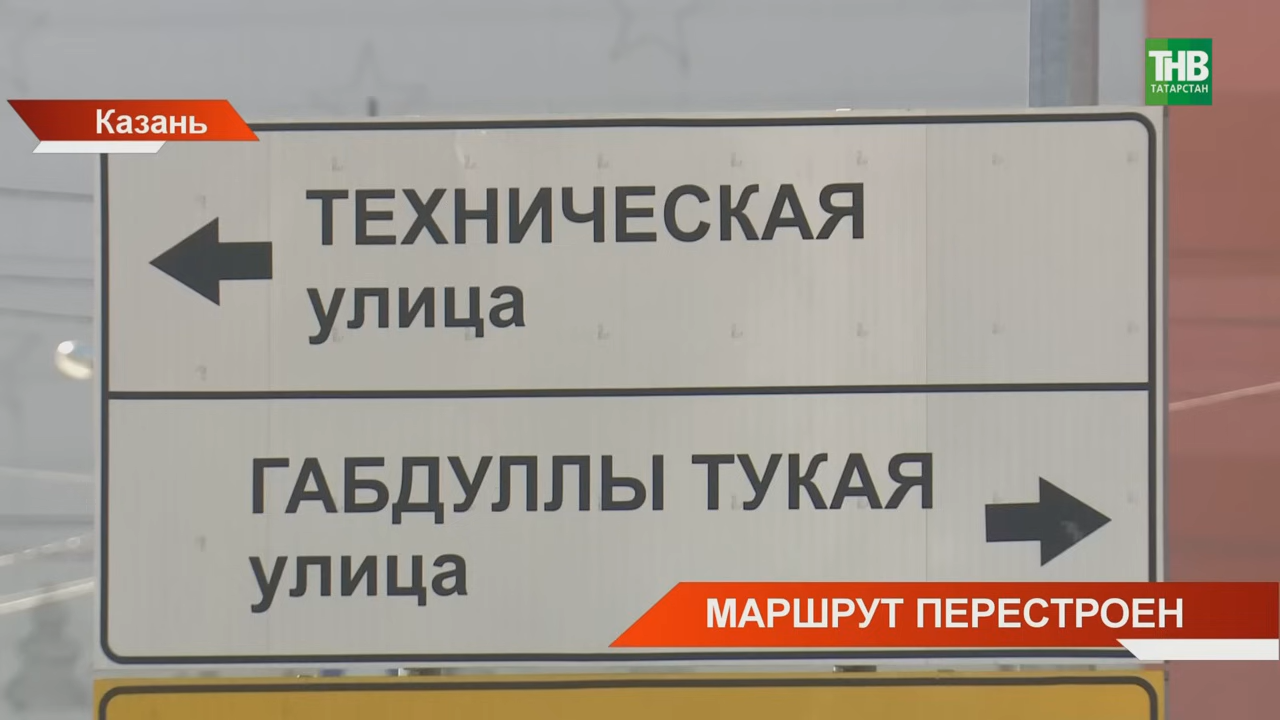 ТНВ
ТАТАРСТАН
Казань
ТЕХНИЧЕСКАЯ
улица
ГАБДУЛЛЫ ТУКАЯ
улица
МАРШРУТ ПЕРЕСТРОЕН